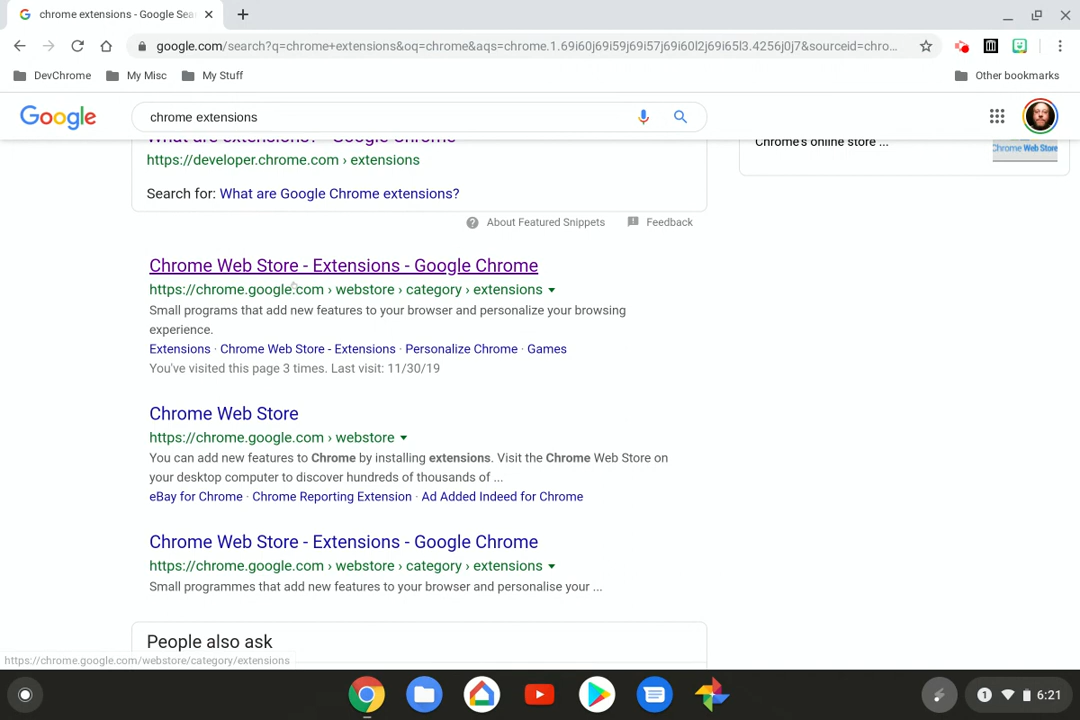 chrome extensions - Google Sea
google.com/search?q=chrome+extensions&oq=chrome&aqs=chrome.1.69i60j69i59j69i57j69i60l2j69i65l3.4256j0j7&sourceid=chro...
DevChrome My Misc My Stuff Other bookmarks
Google chrome extensions
What are extensions? - Google Chrome
https://developer.chrome.com › extensions
Search for: What are Google Chrome extensions?
Chrome's online store ...
Chrome Web Store
About Featured Snippets Feedback
Chrome Web Store - Extensions - Google Chrome
https://chrome.google.com › webstore › category › extensions
Small programs that add new features to your browser and personalize your browsing
experience.
Extensions · Chrome Web Store - Extensions · Personalize Chrome · Games
You've visited this page 3 times. Last visit: 11/30/19
Chrome Web Store
https://chrome.google.com › webstore
You can add new features to Chrome by installing extensions. Visit the Chrome Web Store on
your desktop computer to discover hundreds of thousands of ...
eBay for Chrome · Chrome Reporting Extension · Ad Added Indeed for Chrome
Chrome Web Store - Extensions - Google Chrome
https://chrome.google.com › webstore › category › extensions
Small programmes that add new features to your browser and personalise your ...
People also ask
https://chrome.google.com/webstore/category/extensions
1 6:21